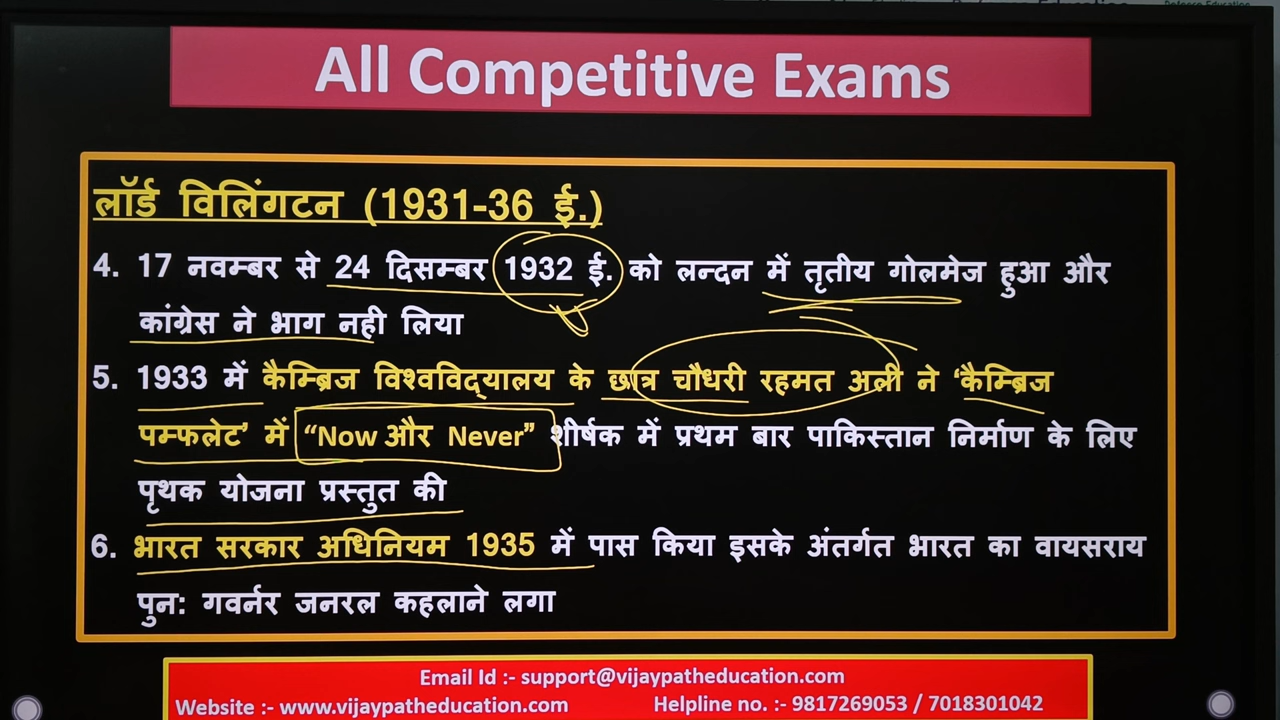 All Competitive Exams
लॉर्ड विलिंगटन (1931-36 ई.)
4. 17 नवम्बर से 24 दिसम्बर 1932 ई. को लन्दन में तृतीय गोलमेज हुआ और
कांग्रेस ने भाग नही लिया
5. 1933 में कैम्ब्रिज विश्वविद्यालय के छात्र चौधरी रहमत अली ने ‘कैम्ब्रिज
पम्फलेट’ में “Now और Never” शीर्षक में प्रथम बार पाकिस्तान निर्माण के लिए
पृथक योजना प्रस्तुत की
6. भारत सरकार अधिनियम 1935 में पास किया इसके अंतर्गत भारत का वायसराय
पुन: गवर्नर जनरल कहलाने लगा
Email Id :- support@vijaypatheducation.com
Website :- www.vijaypatheducation.com Helpline no. :- 9817269053 / 7018301042